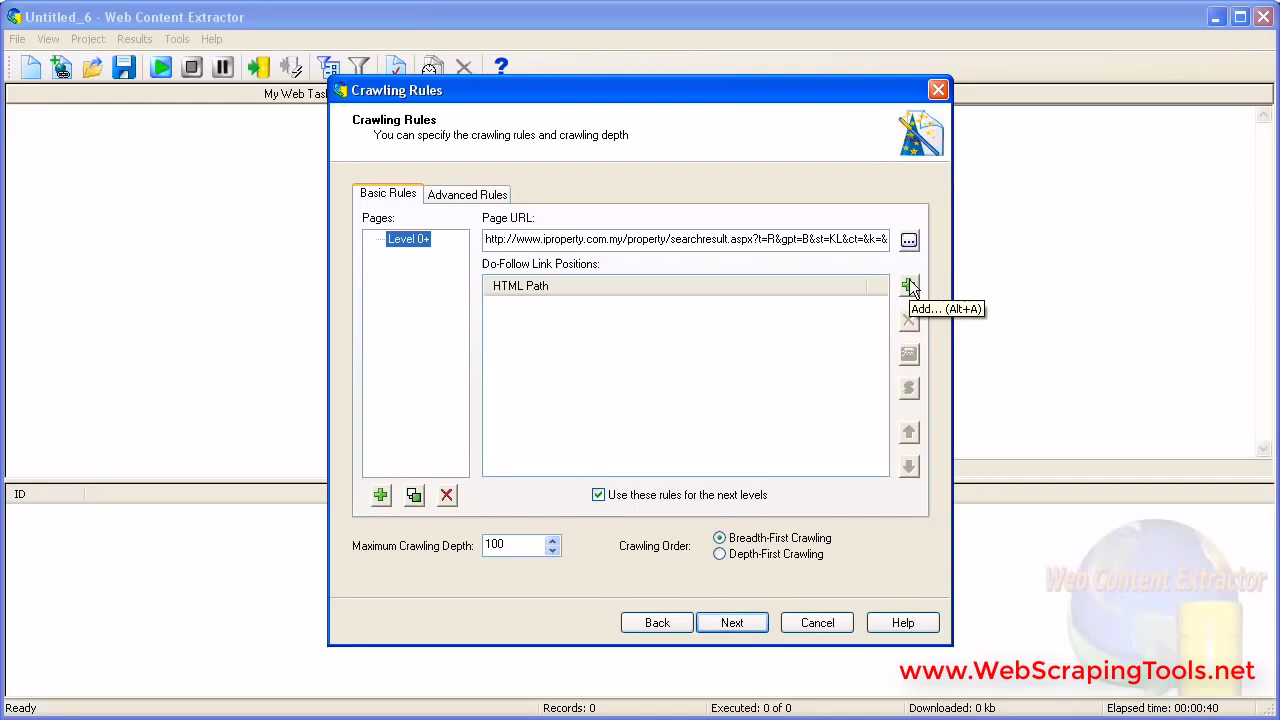 Untitled_6 - Web Content Extractor
File View Project Results Tools Help
My Web Tas
Crawling Rules
Crawling Rules
You can specify the crawling rules and crawling depth
Basic Rules Advanced Rules
Pages: Page URL:
Level 0+ http://www.iproperty.com.my/property/searchresult.aspx?t=R&gpt=B&st=KL&ct=&k=&
Do-Follow Link Positions:
HTML Path
Add... (Alt+A)
ID
Use these rules for the next levels
Maximum Crawling Depth: 100 Crawling Order: Breadth-First Crawling
Depth-First Crawling
Web Content Extractor
Back Next Cancel Help
www.WebScrapingTools.net
Ready Records: 0 Executed: 0 of 0 Downloaded: 0 kb Elapsed time: 00:00:40